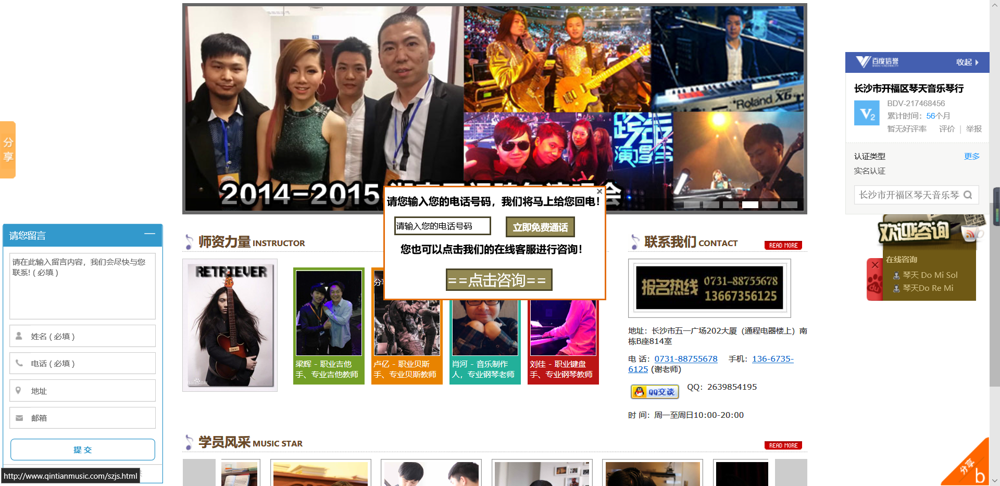 2014-2015
跨年
演唱会
Roland
X6
分
享
百度信誉
收起
长沙市开福区琴天音乐琴行
V2
BDV-217468456
累计时间：56个月
暂无好评率 评价 | 举报
认证类型 更多
实名认证
长沙市开福区琴天音乐琴
请您输入您的电话号码，我们将马上给您回电！
请输入您的电话号码
立即免费通话
您也可以点击我们的在线客服进行咨询！
==点击咨询==
欢迎咨询
在线咨询
琴天 Do Mi Sol
琴天Do Re Mi
du
请您留言
请在此输入留言内容，我们会尽快与您
联系! ( 必填 )
姓名 ( 必填 )
电话 ( 必填 )
地址
邮箱
提 交
http://www.qintianmusic.com/szjs.html
师资力量 INSTRUCTOR
RETRIEVER
梁辉 - 职业吉他
手、专业吉他教师
卢亿 - 职业贝斯
手、专业贝斯教师
肖河 - 音乐制作
人，专业钢琴老师
刘佳 - 职业键盘
手、专业钢琴教师
联系我们 CONTACT
READ MORE
报名热线
0731-88755678
13667356125
地址：长沙市五一广场202大厦（通程电器楼上）南
栋B座814室
电 话：0731-88755678 手机：136-6735-
6125 (谢老师)
QQ交谈
QQ：2639854195
时 间：周一至周日10:00-20:00
学员风采 MUSIC STAR
READ MORE
分享
b